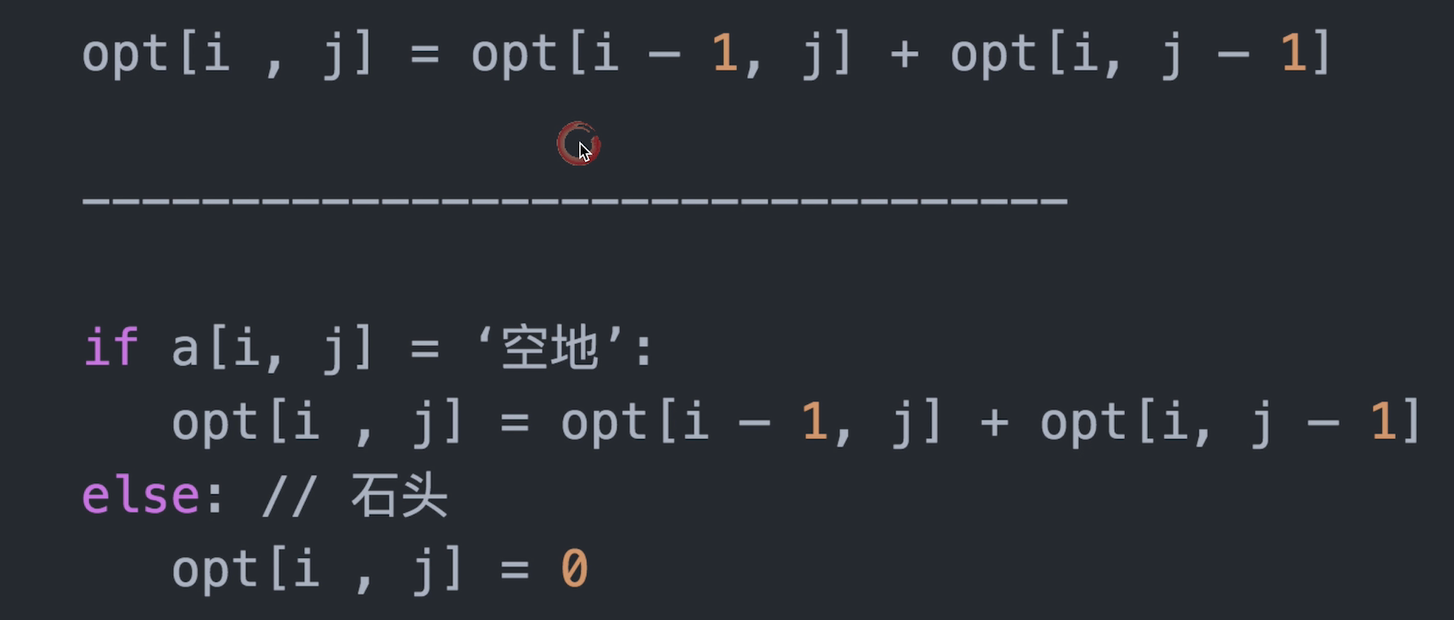 opt[i , j] = opt[i - 1, j] + opt[i, j - 1]
---------------------------------
if a[i, j] = ‘空地’:
opt[i , j] = opt[i - 1, j] + opt[i, j - 1]
else: // 石头
opt[i , j] = 0